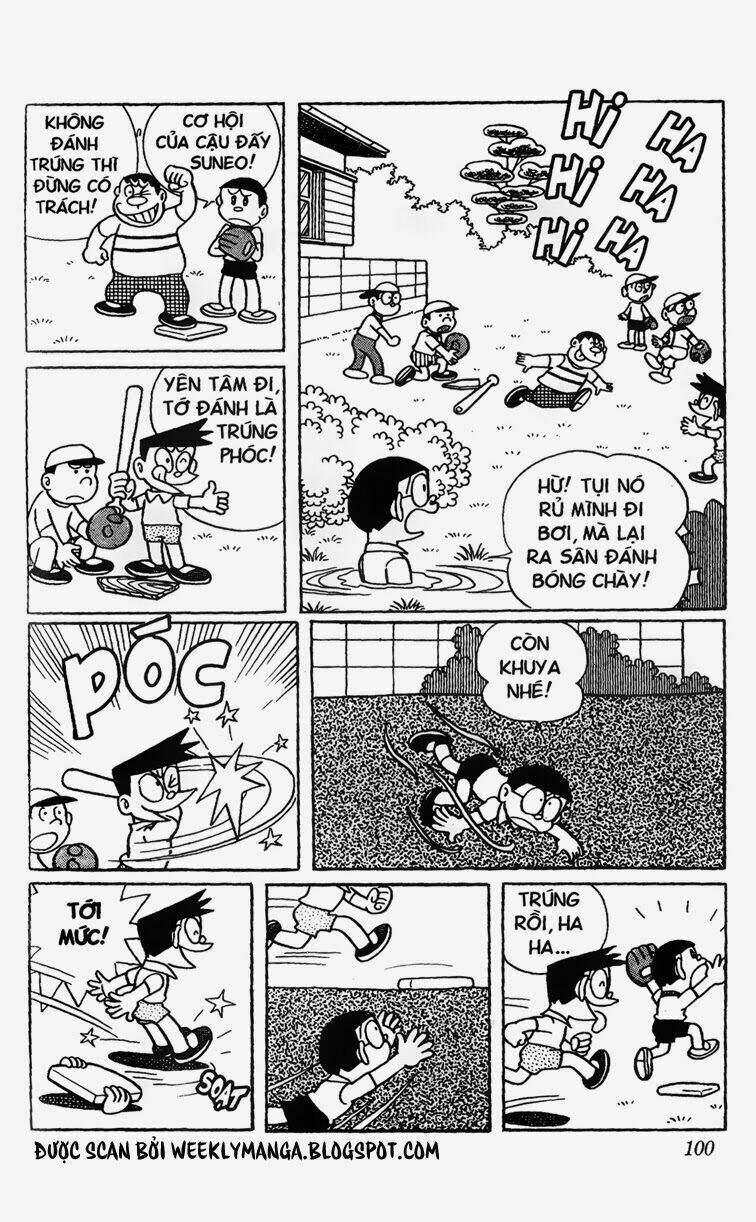 KHÔNG
ĐÁNH
TRÚNG THÌ
ĐỪNG CÓ
TRÁCH!
CƠ HỘI
CỦA CẬU ĐẤY
SUNEO!
HI HA
HI HA
HI HA
HỪ! TỤI NÓ
RỦ MÌNH ĐI
BƠI, MÀ LẠI
RA SÂN ĐÁNH
BÓNG CHÀY!
YÊN TÂM ĐI,
TỚ ĐÁNH LÀ
TRÚNG
PHÓC!
PỐC
CÒN
KHUYA
NHÉ!
TỚI
MỨC!
SOẠT
TRÚNG
RỒI, HA
HA...
ĐƯỢC SCAN BỞI WEEKLYMANGA.BLOGSPOT.COM
100